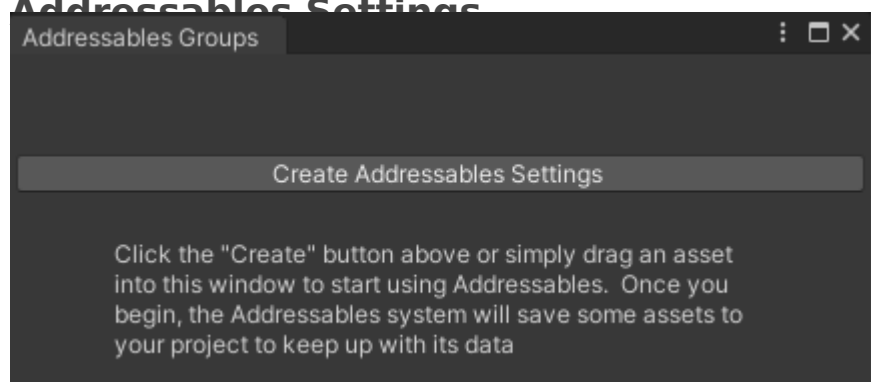 Addressables Settings
Addressables Groups
Create Addressables Settings
Click the "Create" button above or simply drag an asset
into this window to start using Addressables.  Once you
begin, the Addressables system will save some assets to
your project to keep up with its data